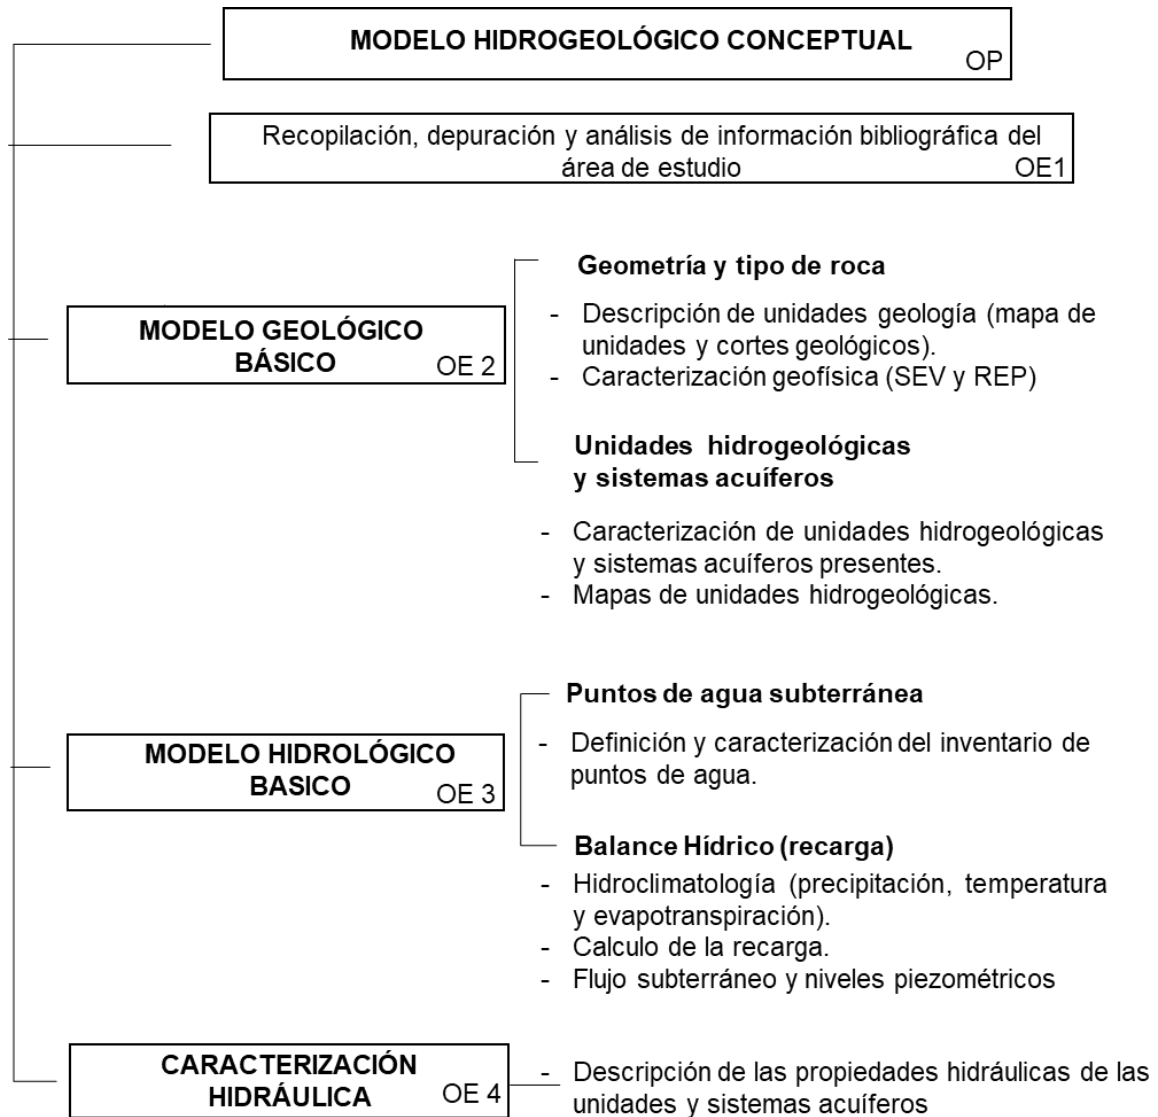 MODELO HIDROGEOLÓGICO CONCEPTUAL
OP
Recopilación, depuración y análisis de información bibliográfica del
área de estudio
OE1
Geometría y tipo de roca
- Descripción de unidades geología (mapa de
unidades y cortes geológicos).
- Caracterización geofísica (SEV y REP)
MODELO GEOLÓGICO
BÁSICO
OE 2
Unidades hidrogeológicas
y sistemas acuíferos
- Caracterización de unidades hidrogeológicas
y sistemas acuíferos presentes.
- Mapas de unidades hidrogeológicas.
Puntos de agua subterránea
- Definición y caracterización del inventario de
puntos de agua.
MODELO HIDROLÓGICO
BASICO
OE 3
Balance Hídrico (recarga)
- Hidroclimatología (precipitación, temperatura
y evapotranspiración).
- Calculo de la recarga.
- Flujo subterráneo y niveles piezométricos
CARACTERIZACIÓN
HIDRÁULICA
OE 4
- Descripción de las propiedades hidráulicas de las
unidades y sistemas acuíferos